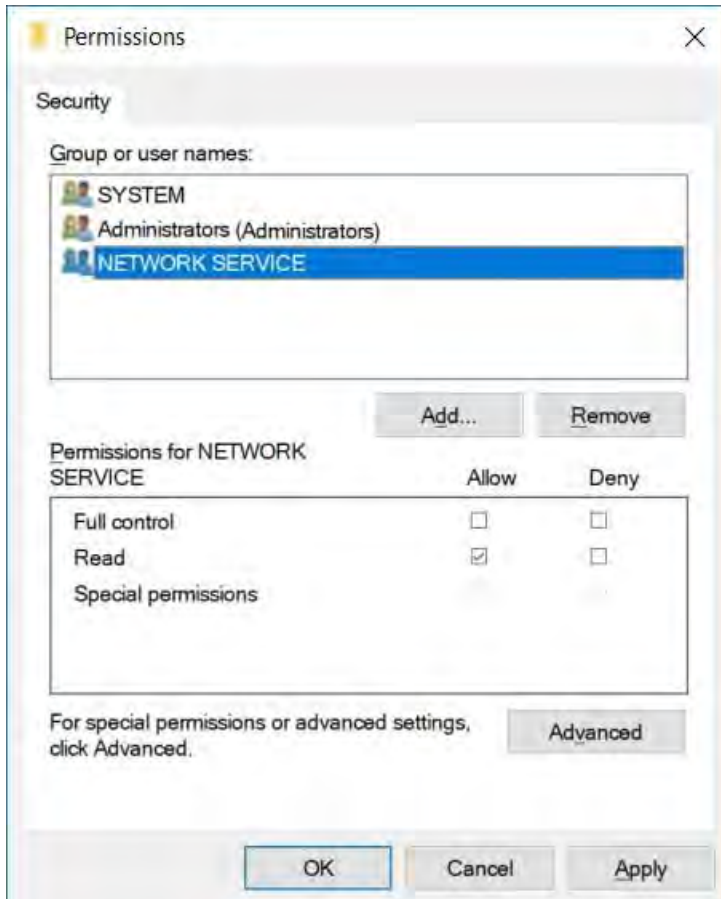 Permissions
Security
Group or user names:
SYSTEM
Administrators (Administrators)
NETWORK SERVICE
Add... Remove
Permissions for NETWORK
SERVICE Allow Deny
Full control
Read
Special permissions
For special permissions or advanced settings,
click Advanced.
Advanced
OK Cancel Apply